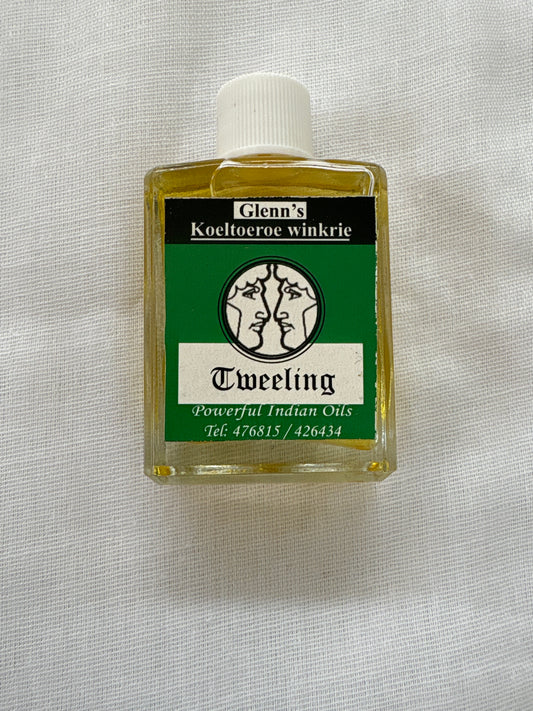 Glenn's
Koeltoeroe winkrie
Tweeling
Powerful Indian Oils
Tel: 476815 / 426434